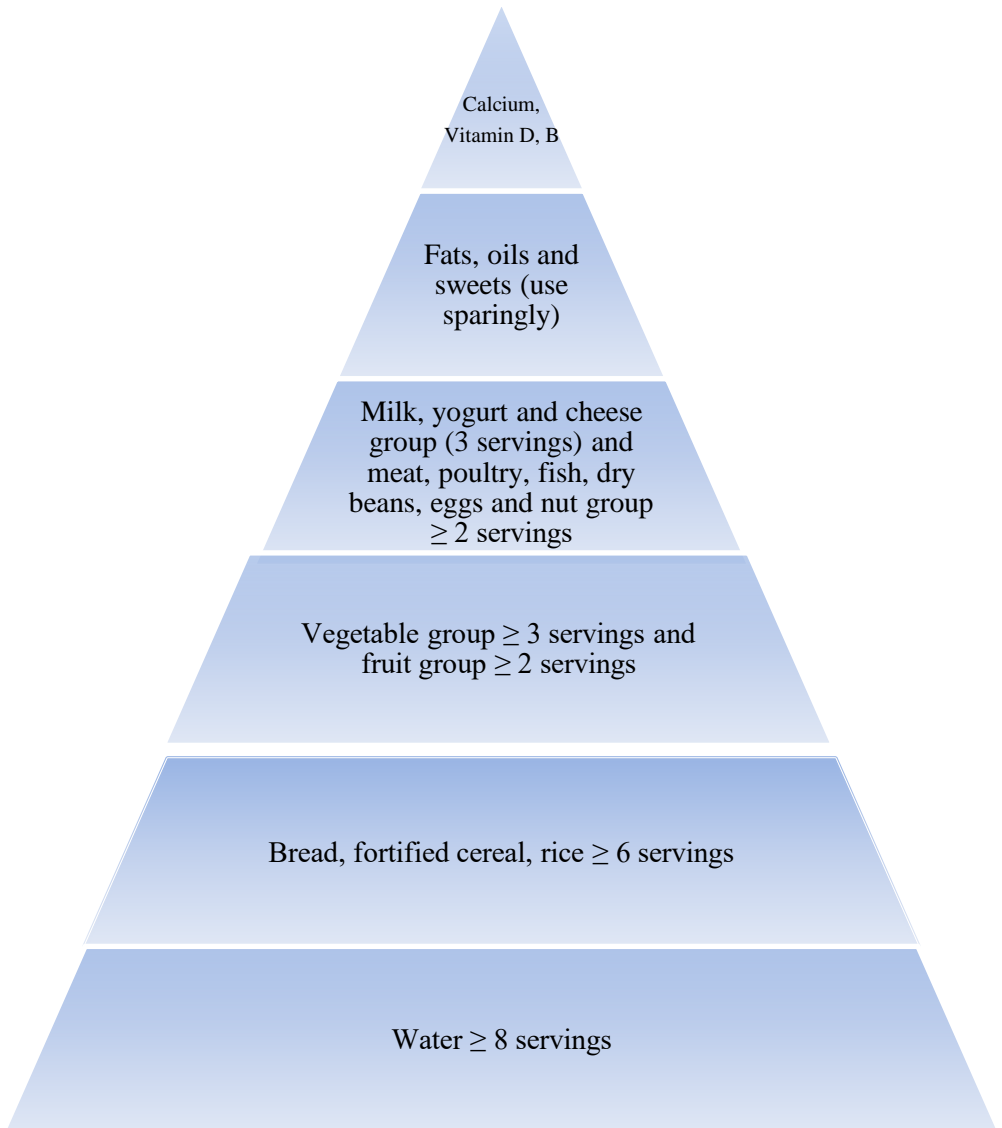 Calcium,
Vitamin D, B
Fats, oils and
sweets (use
sparingly)
Milk, yogurt and cheese
group (3 servings) and
meat, poultry, fish, dry
beans, eggs and nut group
≥ 2 servings
Vegetable group ≥ 3 servings and
fruit group ≥ 2 servings
Bread, fortified cereal, rice ≥ 6 servings
Water ≥ 8 servings